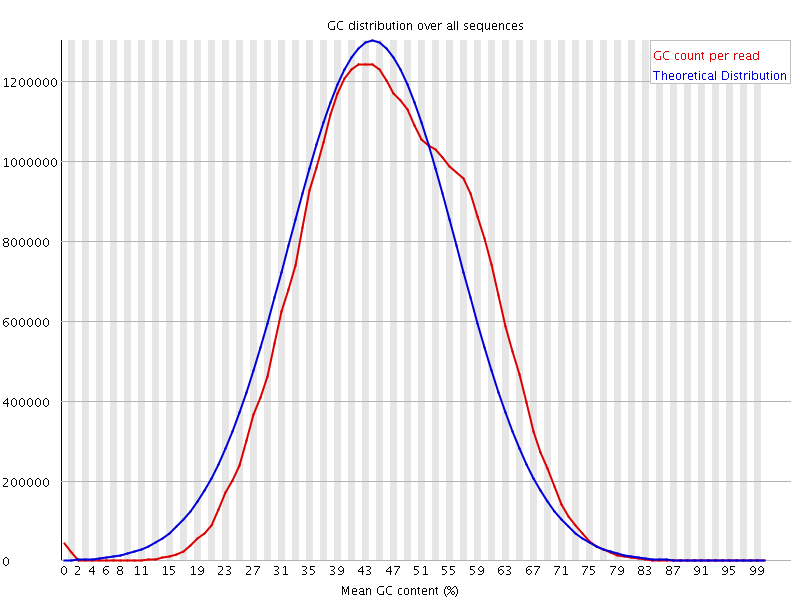 GC distribution over all sequences
GC count per read
Theoretical Distribution
1200000
1000000
800000
600000
400000
200000
0
0 2 4 6 8 11 15 19 23 27 31 35 39 43 47 51 55 59 63 67 71 75 79 83 87 91 95 99
Mean GC content (%)